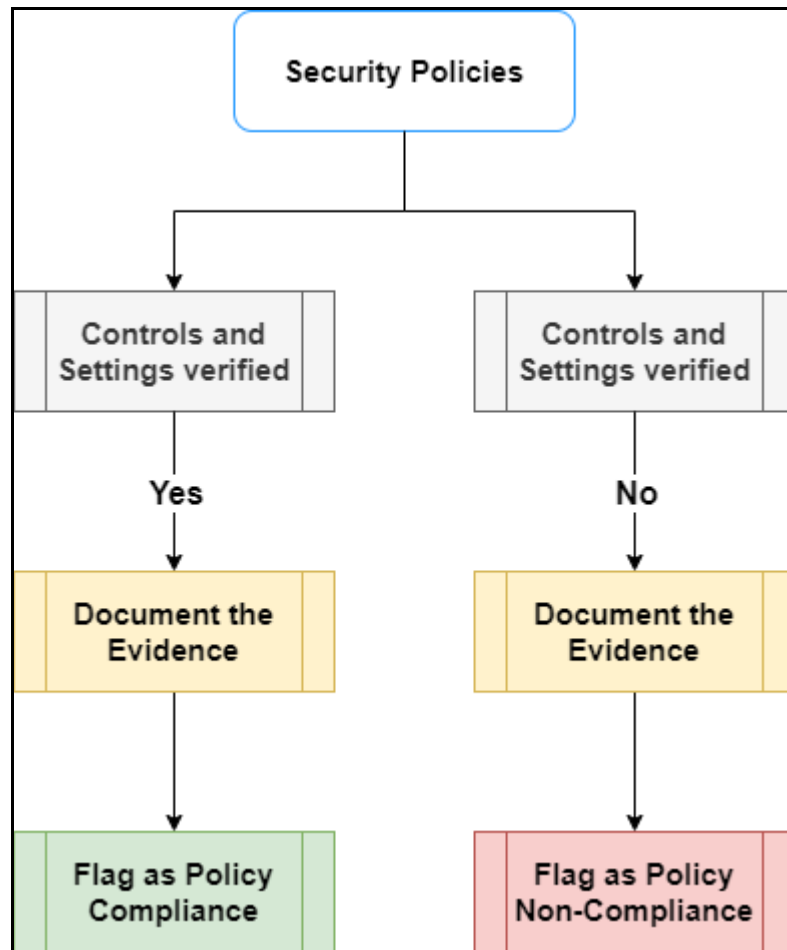 Security Policies
Controls and
Settings verified
Controls and
Settings verified
Yes
No
Document the
Evidence
Document the
Evidence
Flag as Policy
Compliance
Flag as Policy
Non-Compliance